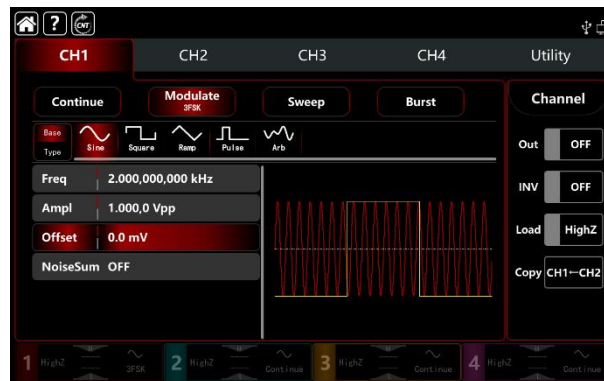 ? CNT
CH1 CH2 CH3 CH4 Utility
Continue Modulate Sweep Burst Channel
3FSK
Base
Type Sine Square Ramp Pulse Arb
Out OFF
Freq 2.000,000,000 kHz
INV OFF
Ampl 1.000,0 Vpp
Offset 0.0 mV
Load HighZ
NoiseSum OFF
Copy CH1←CH2
1 HighZ 3FSK 2 HighZ Continue 3 HighZ Continue 4 HighZ Continue